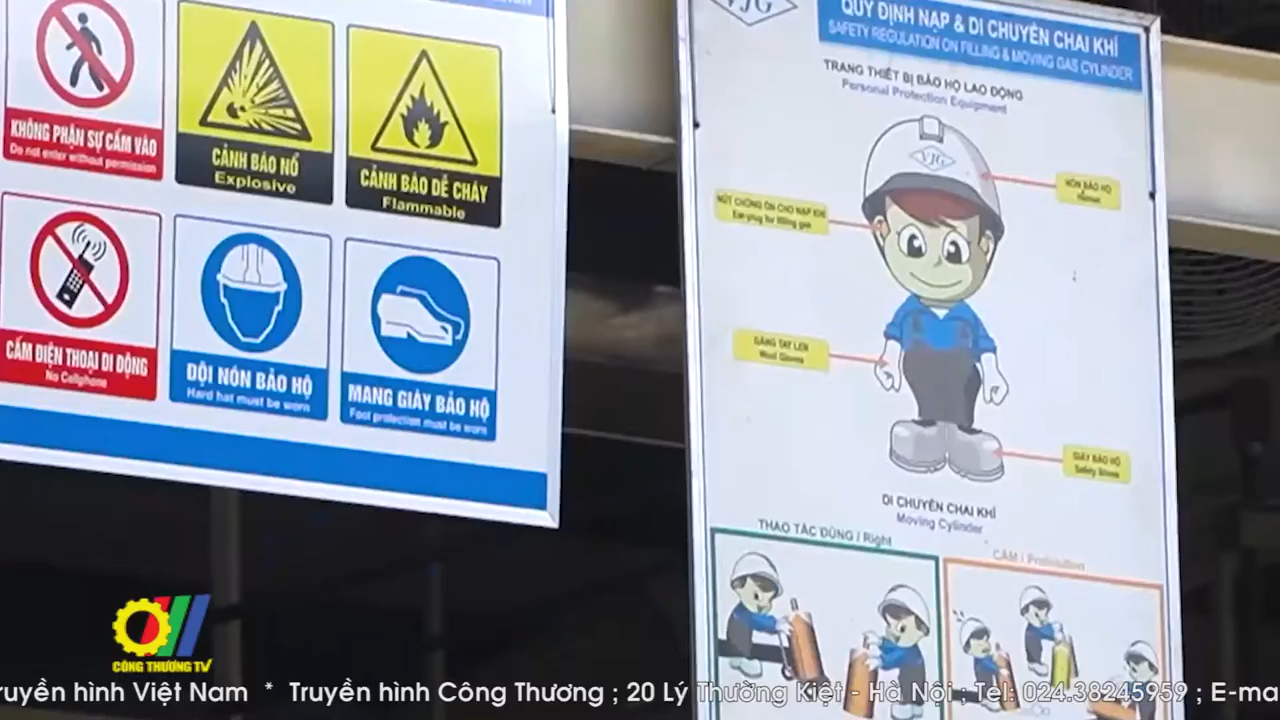 KHÔNG PHẬN SỰ CẤM VÀO
Do not enter without permission
CẢNH BÁO NỔ
Explosive
CẢNH BÁO DỄ CHÁY
Flammable
CẤM ĐIỆN THOẠI DI ĐỘNG
No Cellphone
ĐỘI NÓN BẢO HỘ
Hard hat must be worn
MANG GIÀY BẢO HỘ
Foot protection must be worn
VJG
QUY ĐỊNH NẠP & DI CHUYỂN CHAI KHÍ
SAFETY REGULATION ON FILLING & MOVING GAS CYLINDER
TRANG THIẾT BỊ BẢO HỘ LAO ĐỘNG
Personal Protection Equipment
VJG
NÓN BẢO HỘ
Helmet
NÚT CHỐNG ỒN CHO NẠP KHÍ
Ear-plug for filling gas
GĂNG TAY LEN
Wool Gloves
GIÀY BẢO HỘ
Safety Shoes
DI CHUYỂN CHAI KHÍ
Moving Cylinder
THAO TÁC ĐÚNG / Right
CẤM / Prohibition
CÔNG THƯƠNG TV
ruyền hình Việt Nam * Truyền hình Công Thương ; 20 Lý Thường Kiệt - Hà Nội ; Tel: 024.38245959 ; E-ma